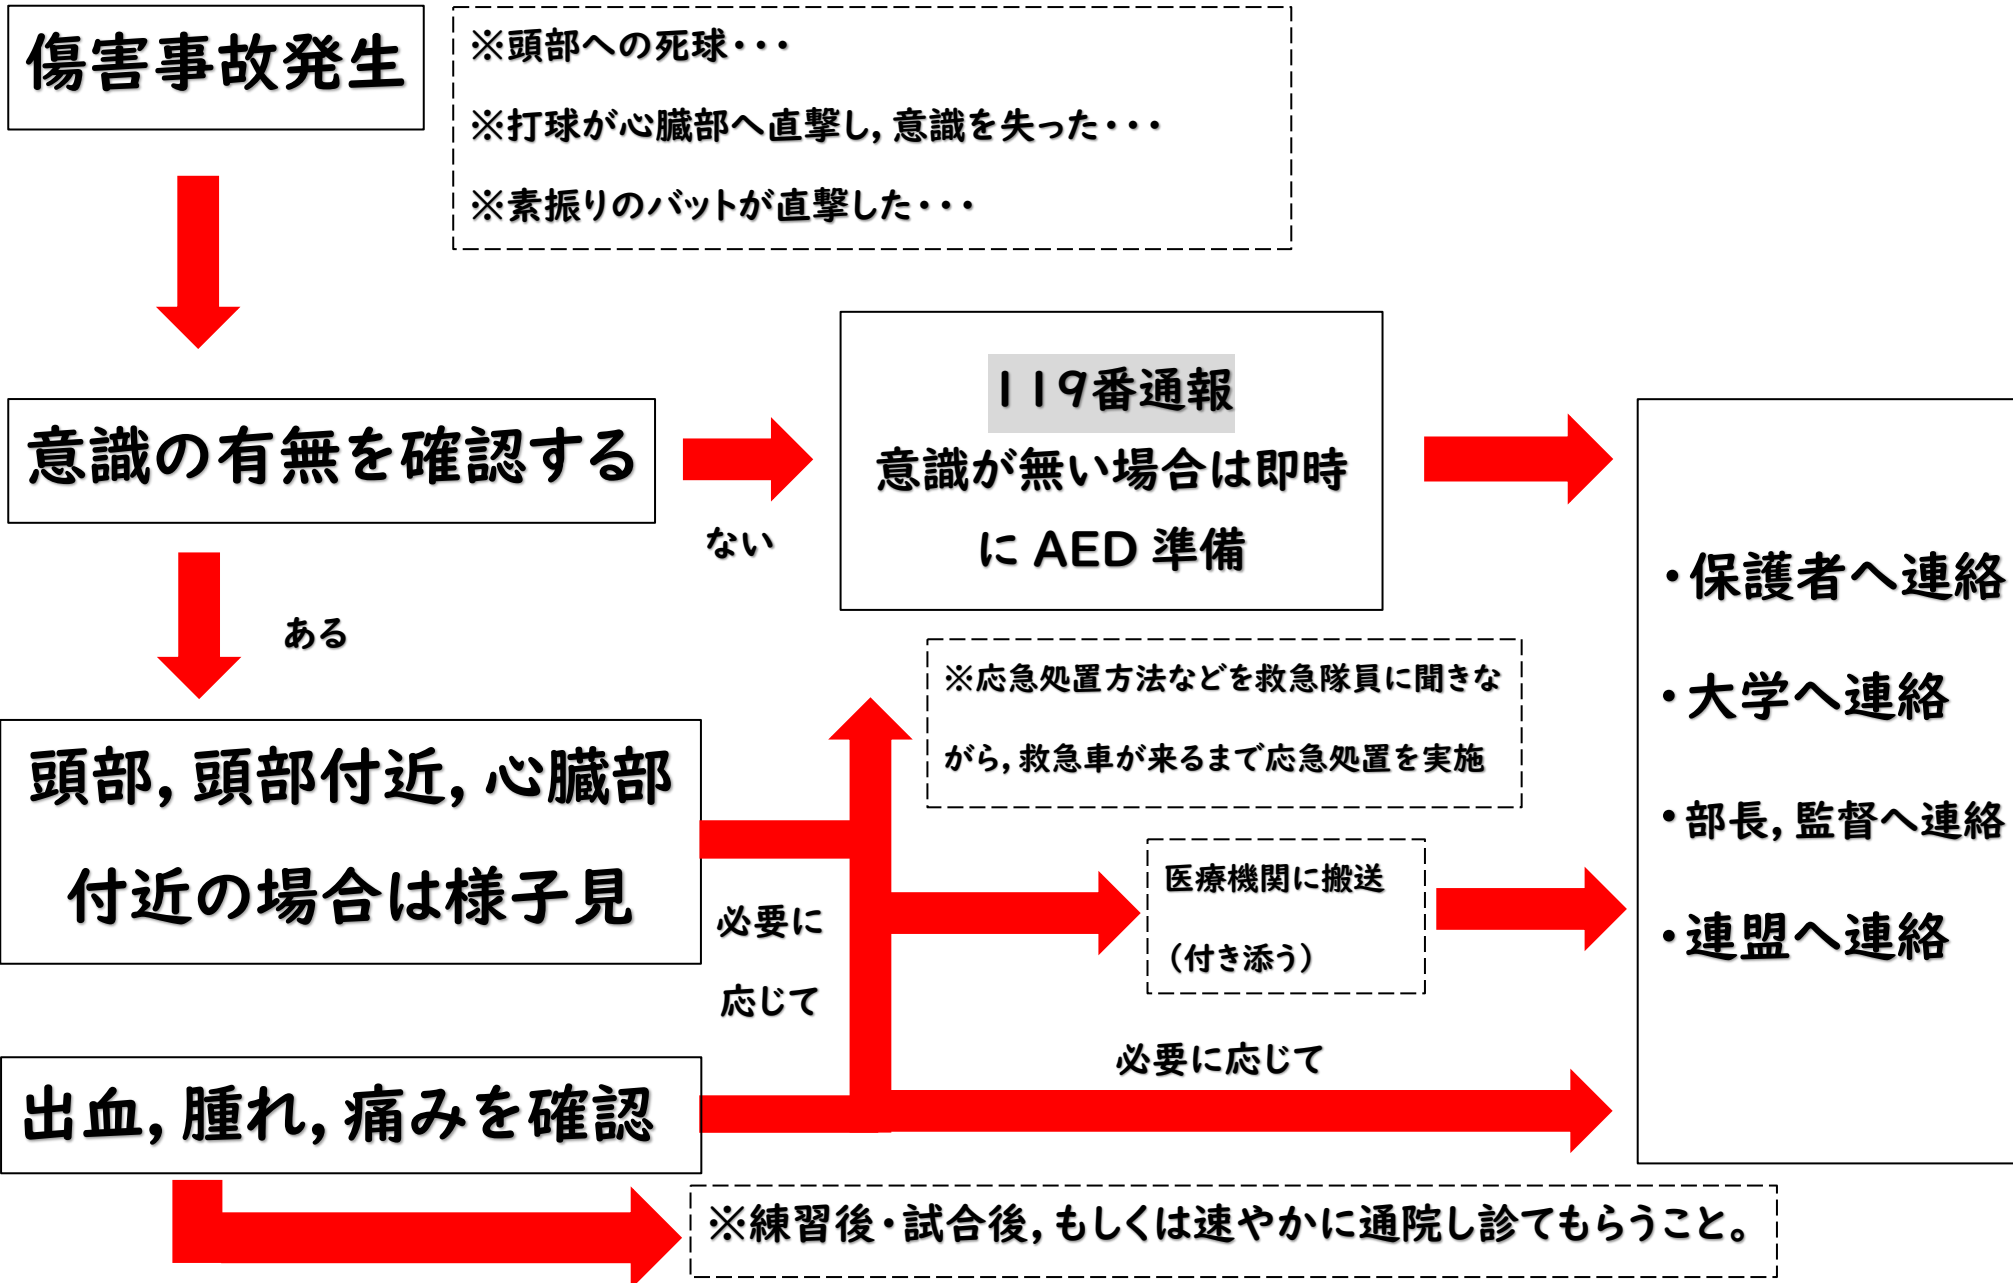 傷害事故発生
※頭部への死球・・・
※打球が心臓部へ直撃し，意識を失った・・・
※素振りのバットが直撃した・・・
意識の有無を確認する
ない
119番通報
意識が無い場合は即時
に AED 準備
ある
※応急処置方法などを救急隊員に聞きな
がら，救急車が来るまで応急処置を実施
頭部，頭部付近，心臓部
付近の場合は様子見
必要に
応じて
医療機関に搬送
（付き添う）
・保護者へ連絡
・大学へ連絡
・部長，監督へ連絡
・連盟へ連絡
必要に応じて
出血，腫れ，痛みを確認
※練習後・試合後，もしくは速やかに通院し診てもらうこと。